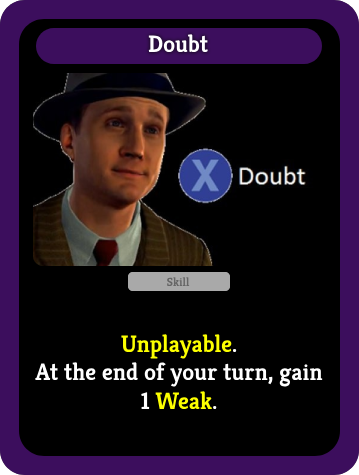 Doubt
X Doubt
Skill
Unplayable.
At the end of your turn, gain
1 Weak.